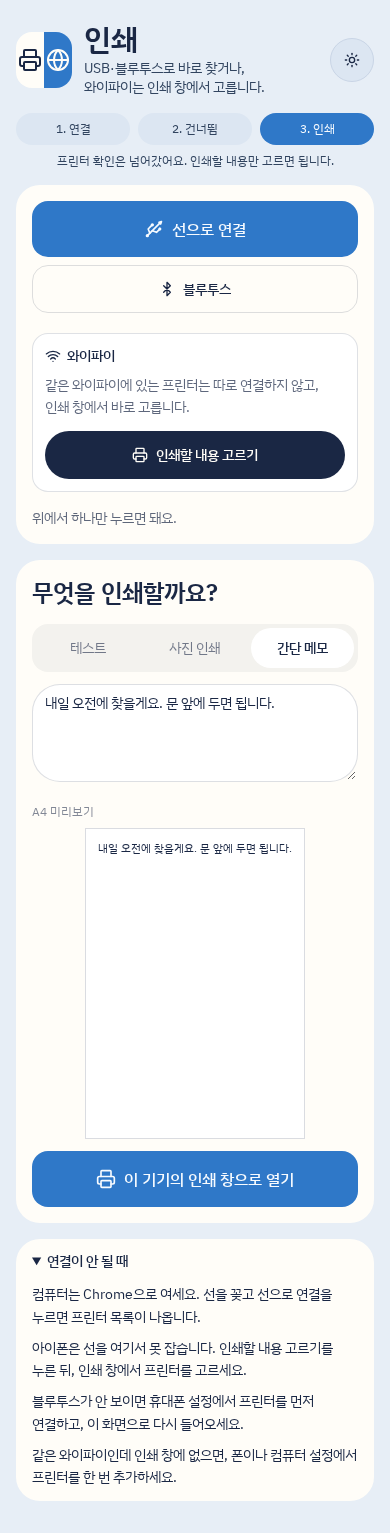 인쇄
USB·블루투스로 바로 찾거나,
와이파이는 인쇄 창에서 고릅니다.
1. 연결
2. 건너뜀
3. 인쇄
프린터 확인은 넘어갔어요. 인쇄할 내용만 고르면 됩니다.
선으로 연결
블루투스
와이파이
같은 와이파이에 있는 프린터는 따로 연결하지 않고,
인쇄 창에서 바로 고릅니다.
인쇄할 내용 고르기
위에서 하나만 누르면 돼요.
무엇을 인쇄할까요?
테스트
사진 인쇄
간단 메모
내일 오전에 찾을게요. 문 앞에 두면 됩니다.
A4 미리보기
내일 오전에 찾을게요. 문 앞에 두면 됩니다.
이 기기의 인쇄 창으로 열기
▼ 연결이 안 될 때
컴퓨터는 Chrome으로 여세요. 선을 꽂고 선으로 연결을
누르면 프린터 목록이 나옵니다.
아이폰은 선을 여기서 못 잡습니다. 인쇄할 내용 고르기를
누른 뒤, 인쇄 창에서 프린터를 고르세요.
블루투스가 안 보이면 휴대폰 설정에서 프린터를 먼저
연결하고, 이 화면으로 다시 들어오세요.
같은 와이파이인데 인쇄 창에 없으면, 폰이나 컴퓨터 설정에서
프린터를 한 번 추가하세요.